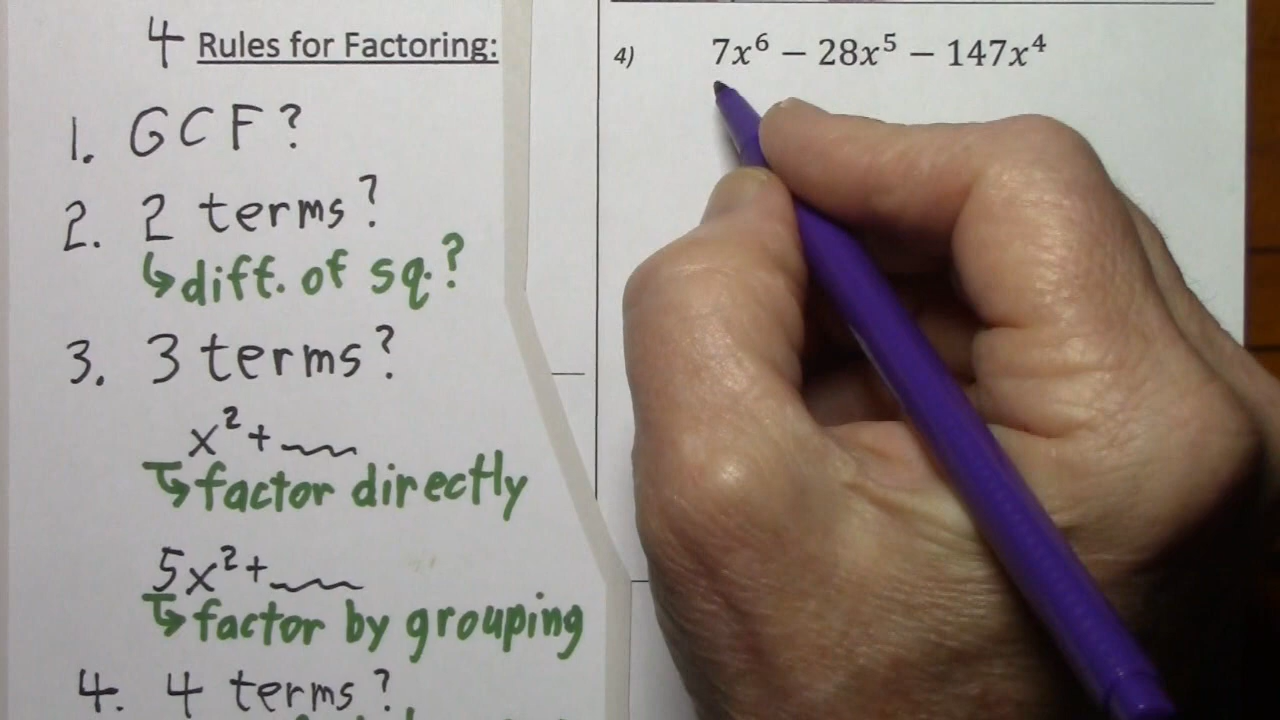 4 Rules for Factoring:
1. GCF?
2. 2 terms?
↳ diff. of sq.?
3. 3 terms?
x² +
↳ factor directly
5x² +
↳ factor by grouping
4. 4 terms?
4) 7x⁶ − 28x⁵ − 147x⁴